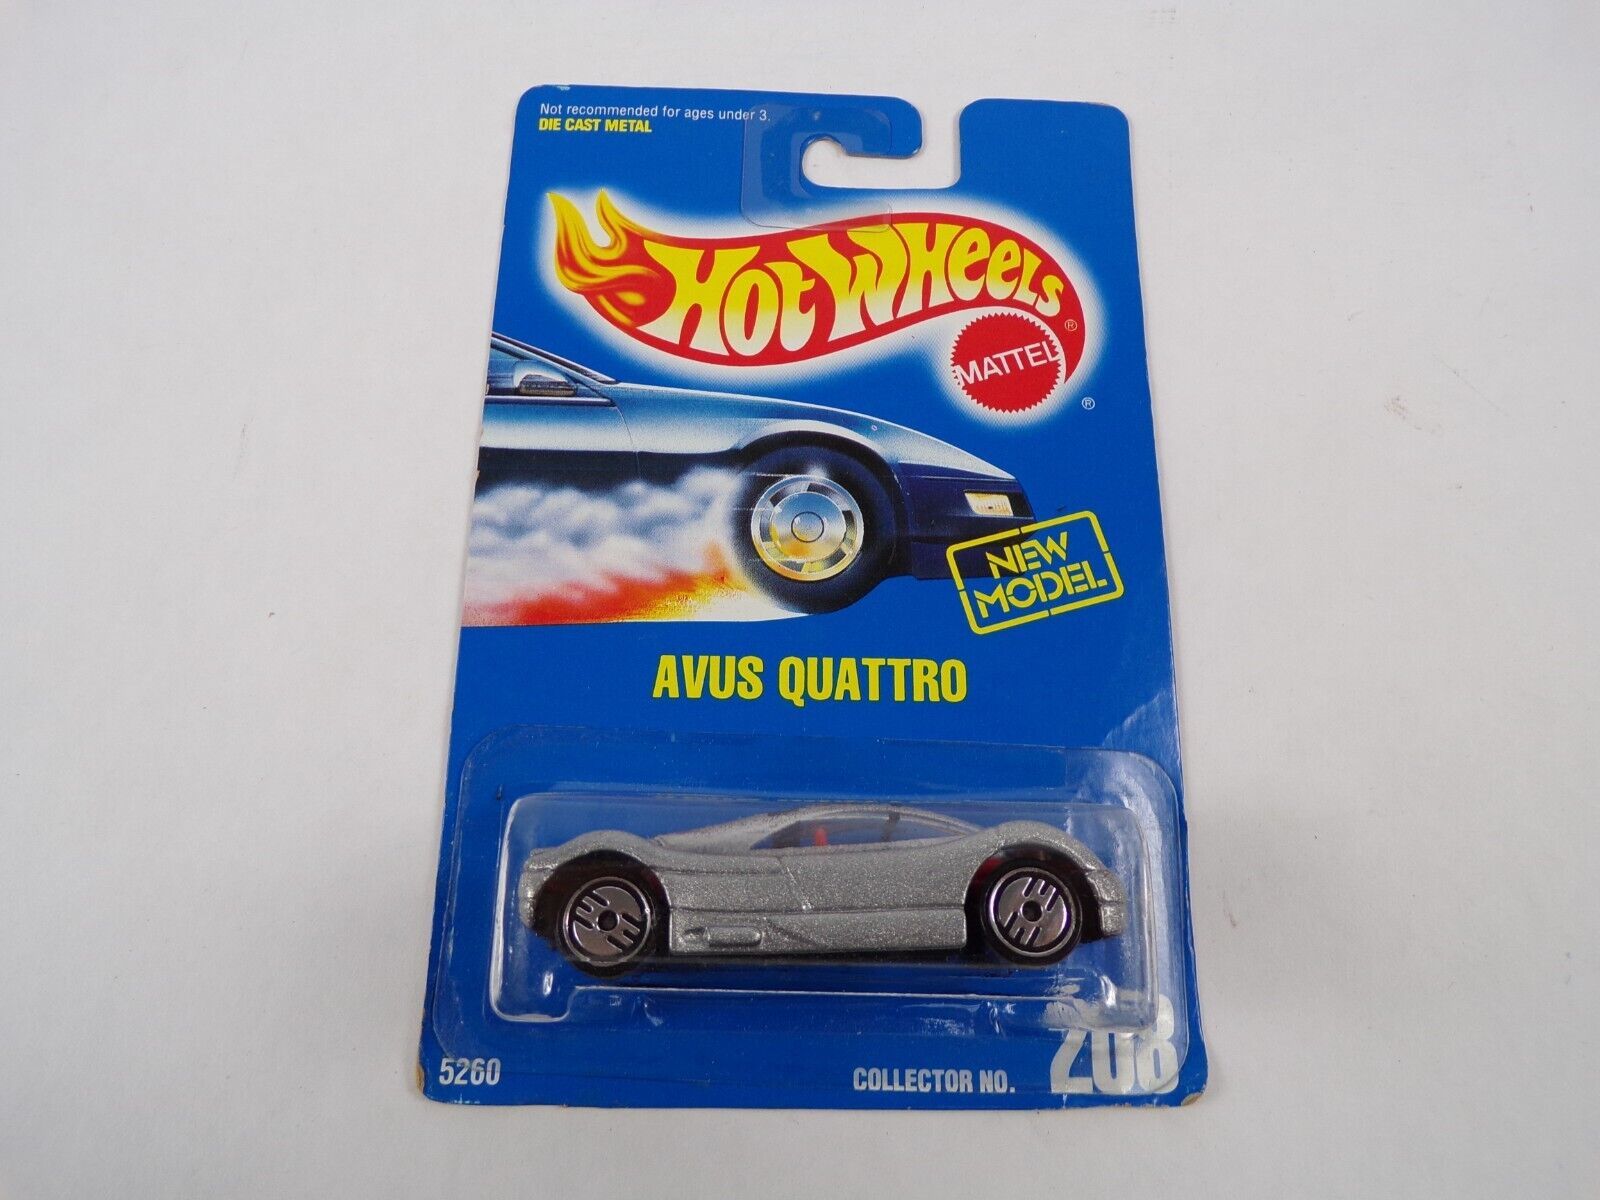 Not recommended for ages under 3.
DIE CAST METAL
HOT WHEELS ®
MATTEL
®
NEW
MODEL
AVUS QUATTRO
5260
COLLECTOR NO. 208